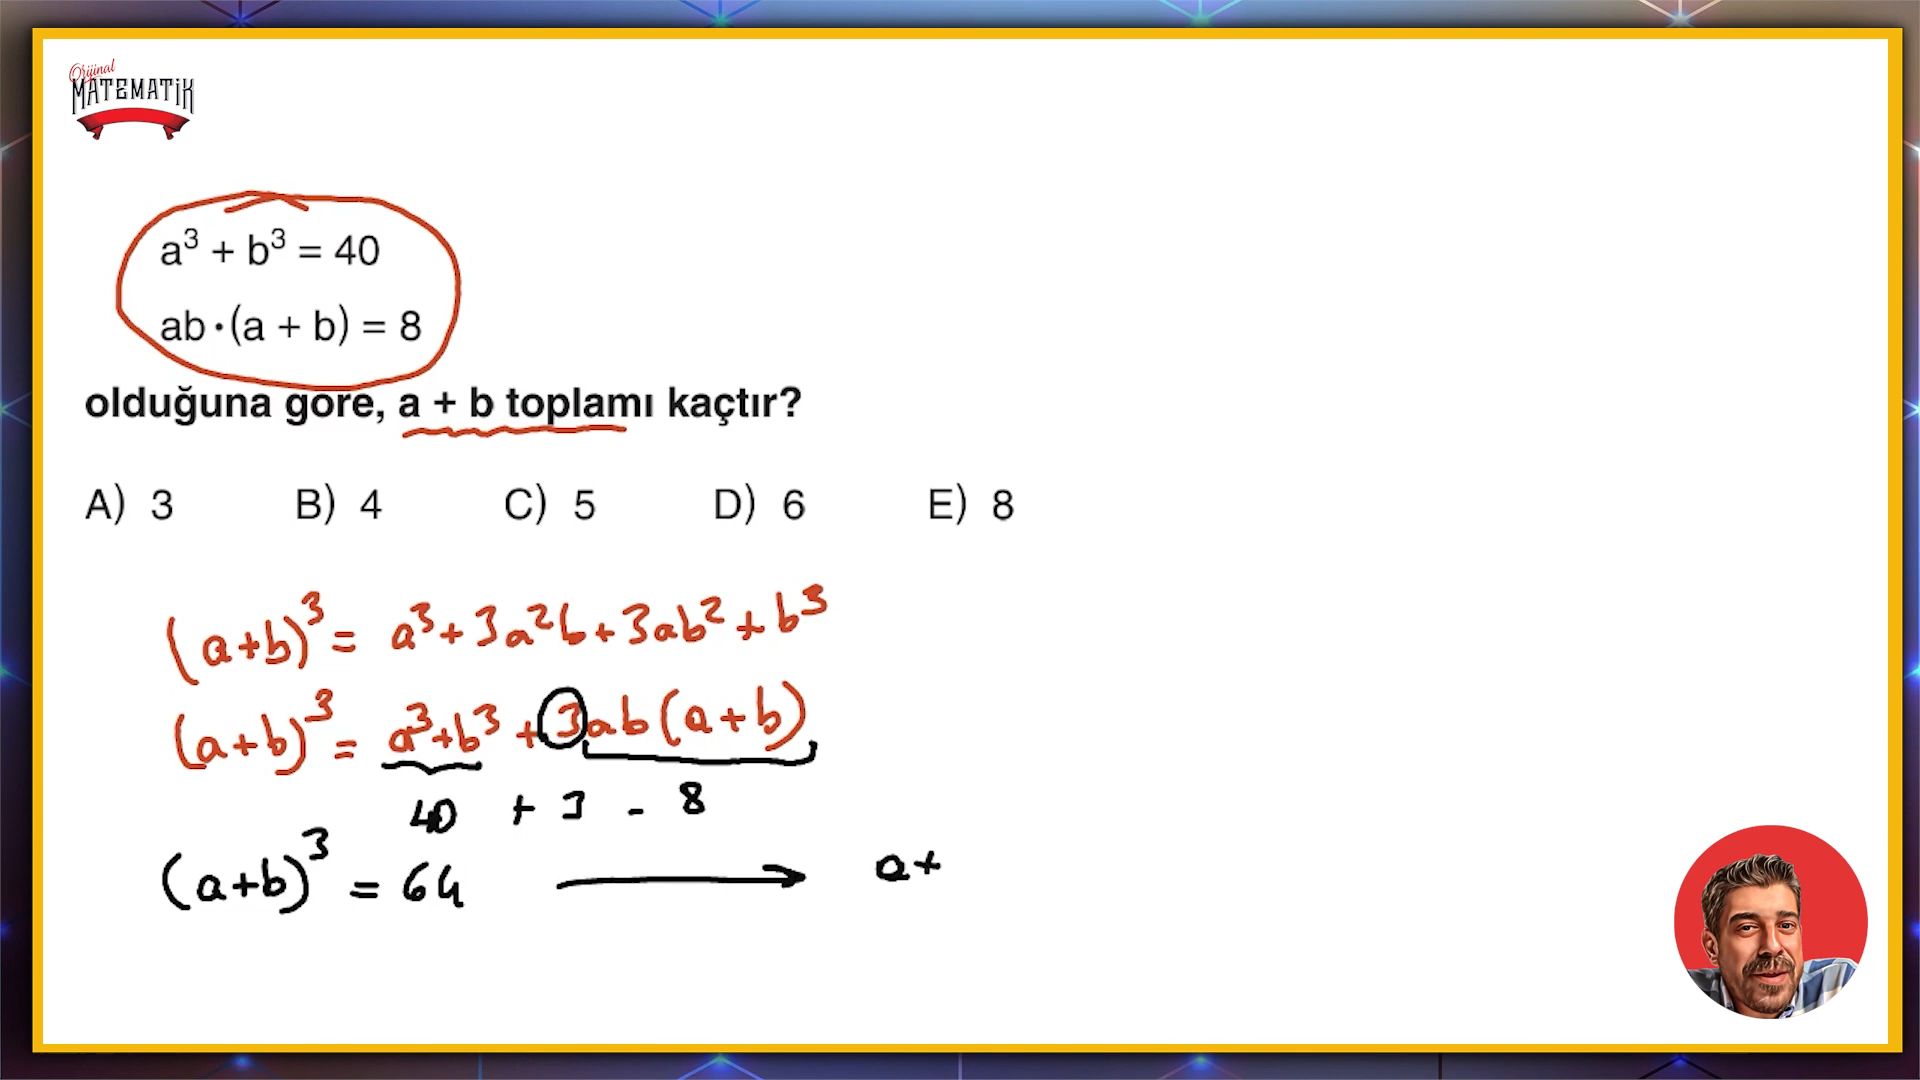 Orijinal
MATEMATİK
a³ + b³ = 40
ab·(a + b) = 8
olduğuna göre, a + b toplamı kaçtır?
A) 3 B) 4 C) 5 D) 6 E) 8
(a+b)³ = a³+3a²b+3ab²+b³
(a+b)³ = a³+b³ +3ab(a+b)
40 + 3 - 8
(a+b)³ = 64 → a+